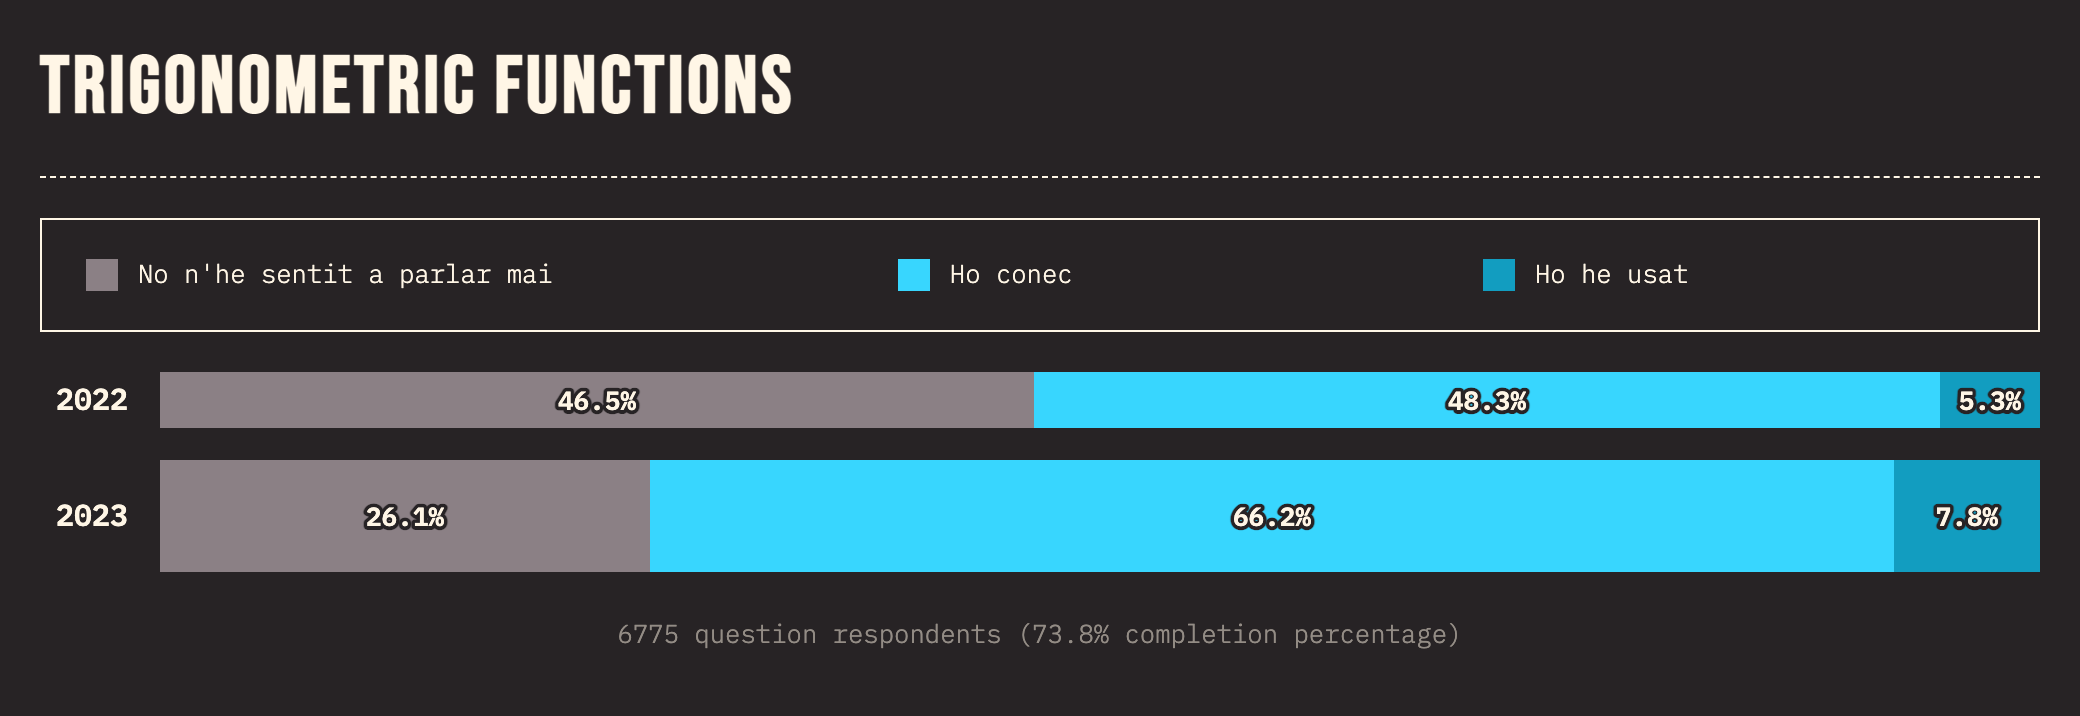 TRIGONOMETRIC FUNCTIONS
No n'he sentit a parlar mai Ho conec Ho he usat
2022 46.5% 48.3% 5.3%
2023 26.1% 66.2% 7.8%
6775 question respondents (73.8% completion percentage)